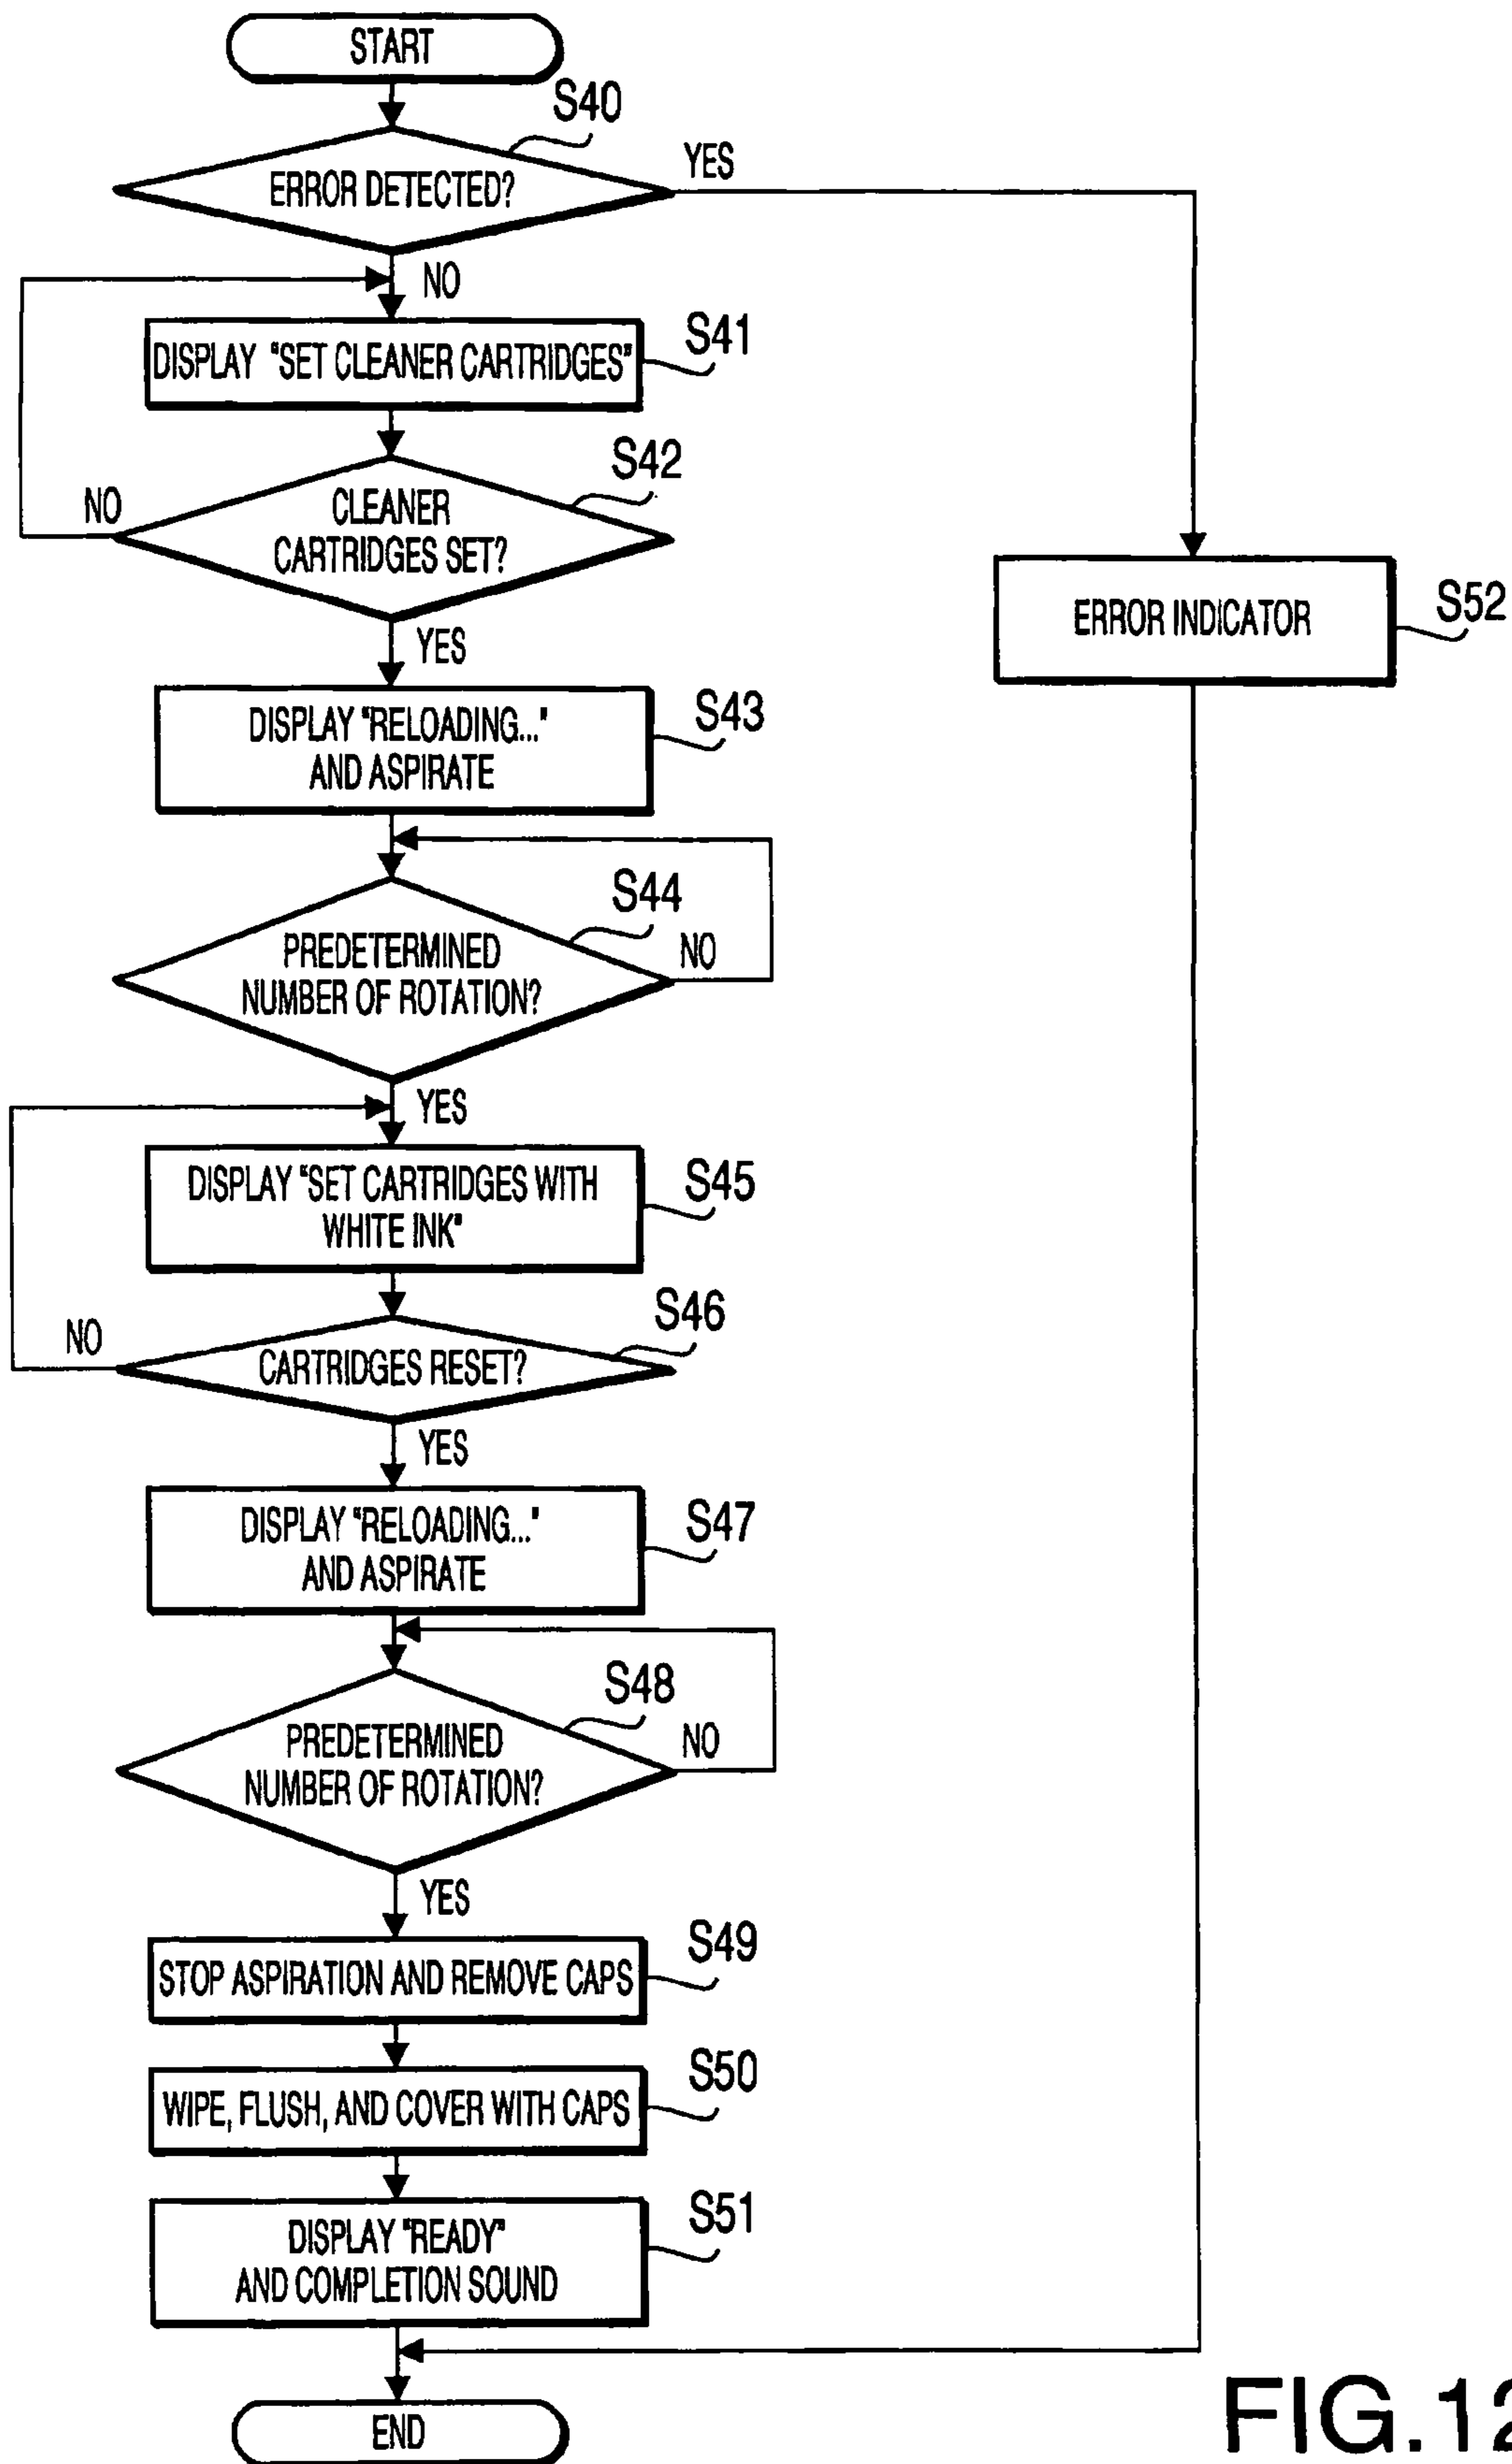 START
S40
ERROR DETECTED?
YES
NO
DISPLAY "SET CLEANER CARTRIDGES"
S41
S42
CLEANER
CARTRIDGES SET?
NO
YES
ERROR INDICATOR
S52
DISPLAY "RELOADING..."
AND ASPIRATE
S43
S44
PREDETERMINED
NUMBER OF ROTATION?
NO
YES
DISPLAY "SET CARTRIDGES WITH
WHITE INK"
S45
S46
CARTRIDGES RESET?
NO
YES
DISPLAY "RELOADING..."
AND ASPIRATE
S47
S48
PREDETERMINED
NUMBER OF ROTATION?
NO
YES
STOP ASPIRATION AND REMOVE CAPS
S49
WIPE, FLUSH, AND COVER WITH CAPS
S50
DISPLAY "READY"
AND COMPLETION SOUND
S51
END
FIG.12